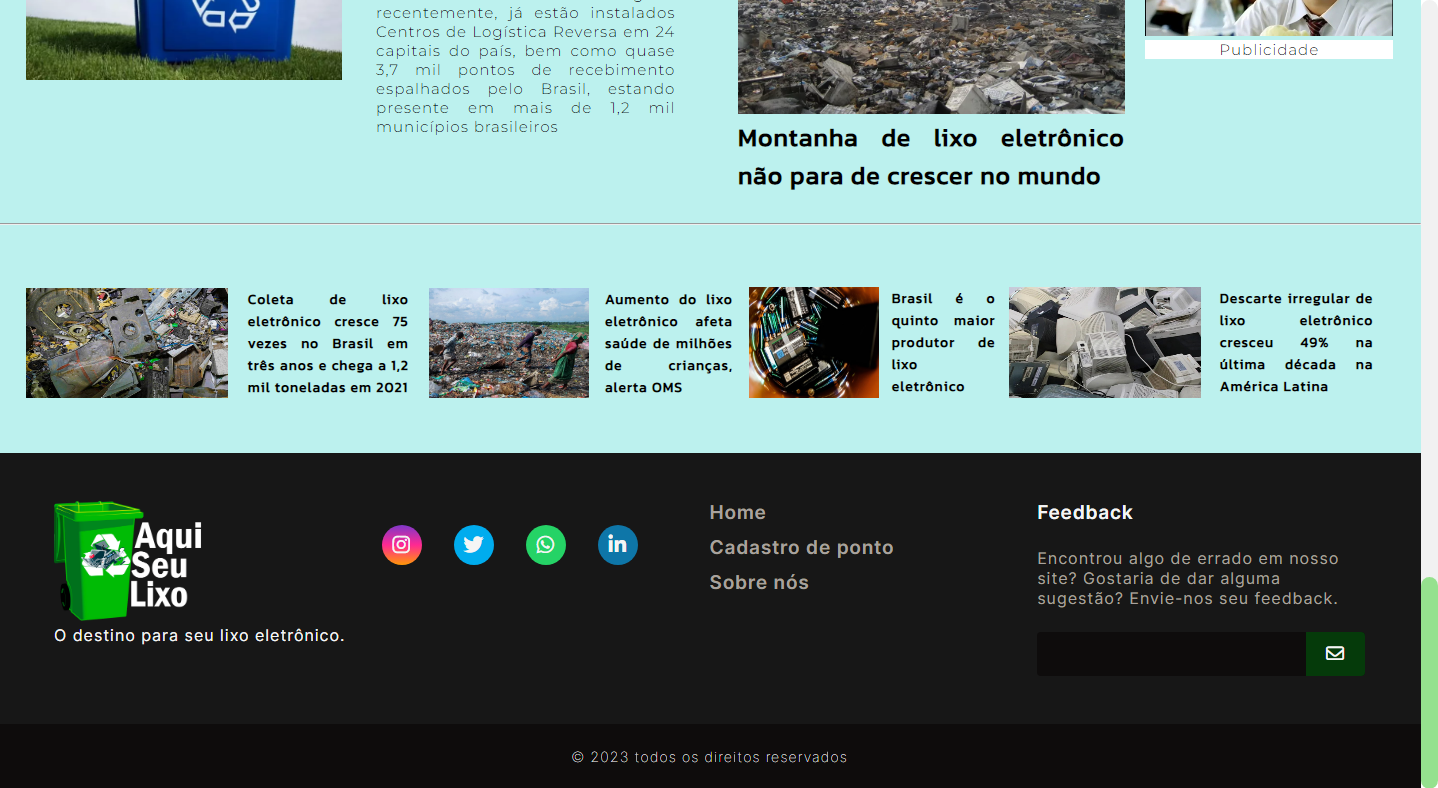 recentemente, já estão instalados
Centros de Logística Reversa em 24
capitais do país, bem como quase
3,7 mil pontos de recebimento
espalhados pelo Brasil, estando
presente em mais de 1,2 mil
municípios brasileiros
Montanha de lixo eletrônico
não para de crescer no mundo
Publicidade
Coleta de lixo
eletrônico cresce 75
vezes no Brasil em
três anos e chega a 1,2
mil toneladas em 2021
Aumento do lixo
eletrônico afeta
saúde de milhões
de crianças,
alerta OMS
Brasil é o
quinto maior
produtor de
lixo
eletrônico
Descarte irregular de
lixo eletrônico
cresceu 49% na
última década na
América Latina
Aqui
Seu
Lixo
O destino para seu lixo eletrônico.
Home
Cadastro de ponto
Sobre nós
Feedback
Encontrou algo de errado em nosso
site? Gostaria de dar alguma
sugestão? Envie-nos seu feedback.
© 2023 todos os direitos reservados